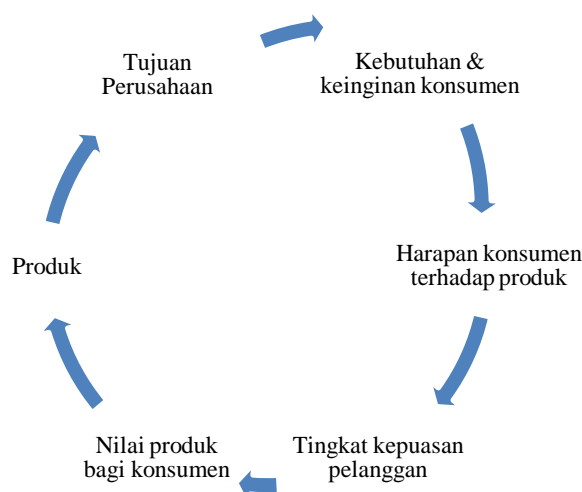 Tujuan
Perusahaan
Kebutuhan &
keinginan konsumen
Harapan konsumen
terhadap produk
Tingkat kepuasan
pelanggan
Nilai produk
bagi konsumen
Produk